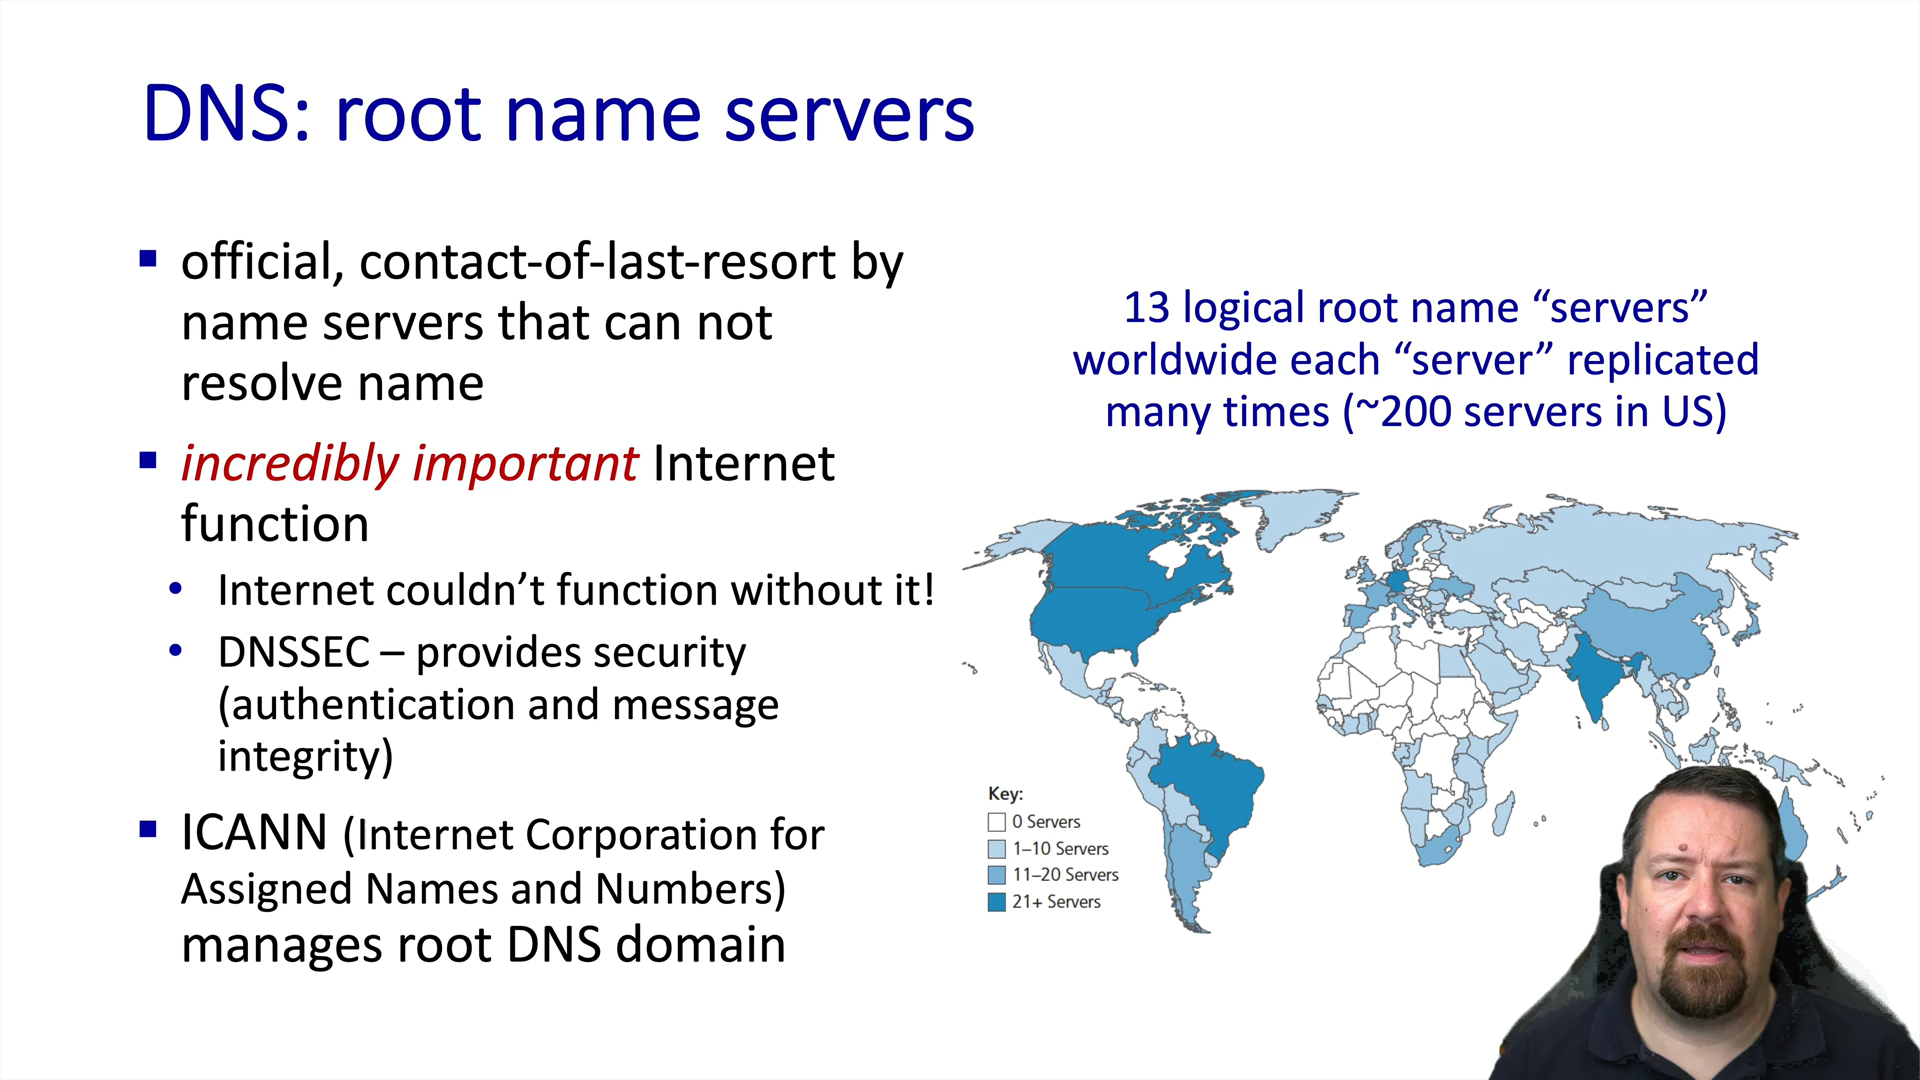 DNS: root name servers
official, contact-of-last-resort by
name servers that can not
resolve name
incredibly important Internet
function
Internet couldn’t function without it!
DNSSEC – provides security
(authentication and message
integrity)
ICANN (Internet Corporation for
Assigned Names and Numbers)
manages root DNS domain
13 logical root name “servers”
worldwide each “server” replicated
many times (~200 servers in US)
Key:
0 Servers
1–10 Servers
11–20 Servers
21+ Servers